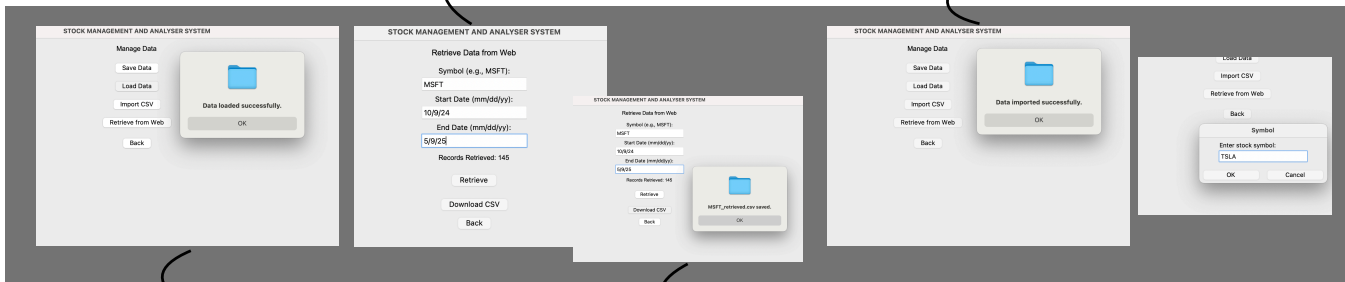 STOCK MANAGEMENT AND ANALYSER SYSTEM
Manage Data
Save Data
Load Data
Import CSV
Retrieve from Web
Back
Data loaded successfully.
OK
STOCK MANAGEMENT AND ANALYSER SYSTEM
Retrieve Data from Web
Symbol (e.g., MSFT):
MSFT
Start Date (mm/dd/yy):
10/9/24
End Date (mm/dd/yy):
5/9/25
Records Retrieved: 145
Retrieve
Download CSV
Back
STOCK MANAGEMENT AND ANALYSER SYSTEM
Retrieve Data from Web
Symbol (e.g., MSFT):
MSFT
Start Date (mm/dd/yy):
10/9/24
End Date (mm/dd/yy):
5/9/25
Records Retrieved: 145
Retrieve
Download CSV
Back
MSFT_retrieved.csv saved.
OK
STOCK MANAGEMENT AND ANALYSER SYSTEM
Manage Data
Save Data
Load Data
Import CSV
Retrieve from Web
Back
Data imported successfully.
OK
Load Data
Import CSV
Retrieve from Web
Back
Symbol
Enter stock symbol:
TSLA
OK Cancel